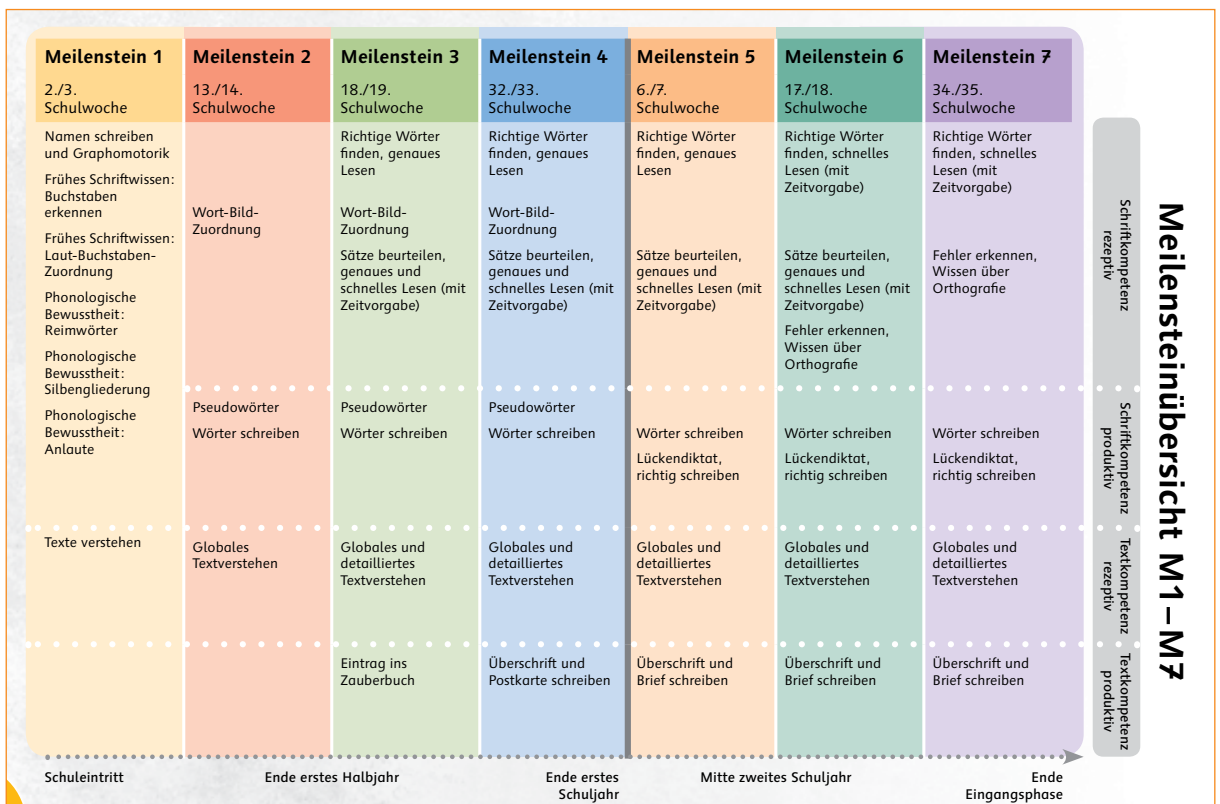 Meilenstein 1
2./3.
Schulwoche
Namen schreiben
und Graphomotorik
Frühes Schriftwissen:
Buchstaben
erkennen
Frühes Schriftwissen:
Laut-Buchstaben-
Zuordnung
Phonologische
Bewusstheit:
Reimwörter
Phonologische
Bewusstheit:
Silbengliederung
Phonologische
Bewusstheit:
Anlaute
Texte verstehen
Meilenstein 2
13./14.
Schulwoche
Wort-Bild-
Zuordnung
Pseudowörter
Wörter schreiben
Globales
Textverstehen
Meilenstein 3
18./19.
Schulwoche
Richtige Wörter
finden, genaues
Lesen
Wort-Bild-
Zuordnung
Sätze beurteilen,
genaues und
schnelles Lesen (mit
Zeitvorgabe)
Pseudowörter
Wörter schreiben
Globales und
detailliertes
Textverstehen
Eintrag ins
Zauberbuch
Meilenstein 4
32./33.
Schulwoche
Richtige Wörter
finden, genaues
Lesen
Wort-Bild-
Zuordnung
Sätze beurteilen,
genaues und
schnelles Lesen (mit
Zeitvorgabe)
Pseudowörter
Wörter schreiben
Globales und
detailliertes
Textverstehen
Überschrift und
Postkarte schreiben
Meilenstein 5
6./7.
Schulwoche
Richtige Wörter
finden, genaues
Lesen
Sätze beurteilen,
genaues und
schnelles Lesen (mit
Zeitvorgabe)
Wörter schreiben
Lückendiktat,
richtig schreiben
Globales und
detailliertes
Textverstehen
Überschrift und
Brief schreiben
Meilenstein 6
17./18.
Schulwoche
Richtige Wörter
finden, schnelles
Lesen (mit
Zeitvorgabe)
Sätze beurteilen,
genaues und
schnelles Lesen (mit
Zeitvorgabe)
Fehler erkennen,
Wissen über
Orthografie
Wörter schreiben
Lückendiktat,
richtig schreiben
Globales und
detailliertes
Textverstehen
Überschrift und
Brief schreiben
Meilenstein 7
34./35.
Schulwoche
Richtige Wörter
finden, schnelles
Lesen (mit
Zeitvorgabe)
Fehler erkennen,
Wissen über
Orthografie
Wörter schreiben
Lückendiktat,
richtig schreiben
Globales und
detailliertes
Textverstehen
Überschrift und
Brief schreiben
Schriftkompetenz
rezeptiv
Schriftkompetenz
produktiv
Textkompetenz
rezeptiv
Textkompetenz
produktiv
Meilensteinübersicht M1–M7
Schuleintritt
Ende erstes Halbjahr
Ende erstes
Schuljahr
Mitte zweites Schuljahr
Ende
Eingangsphase